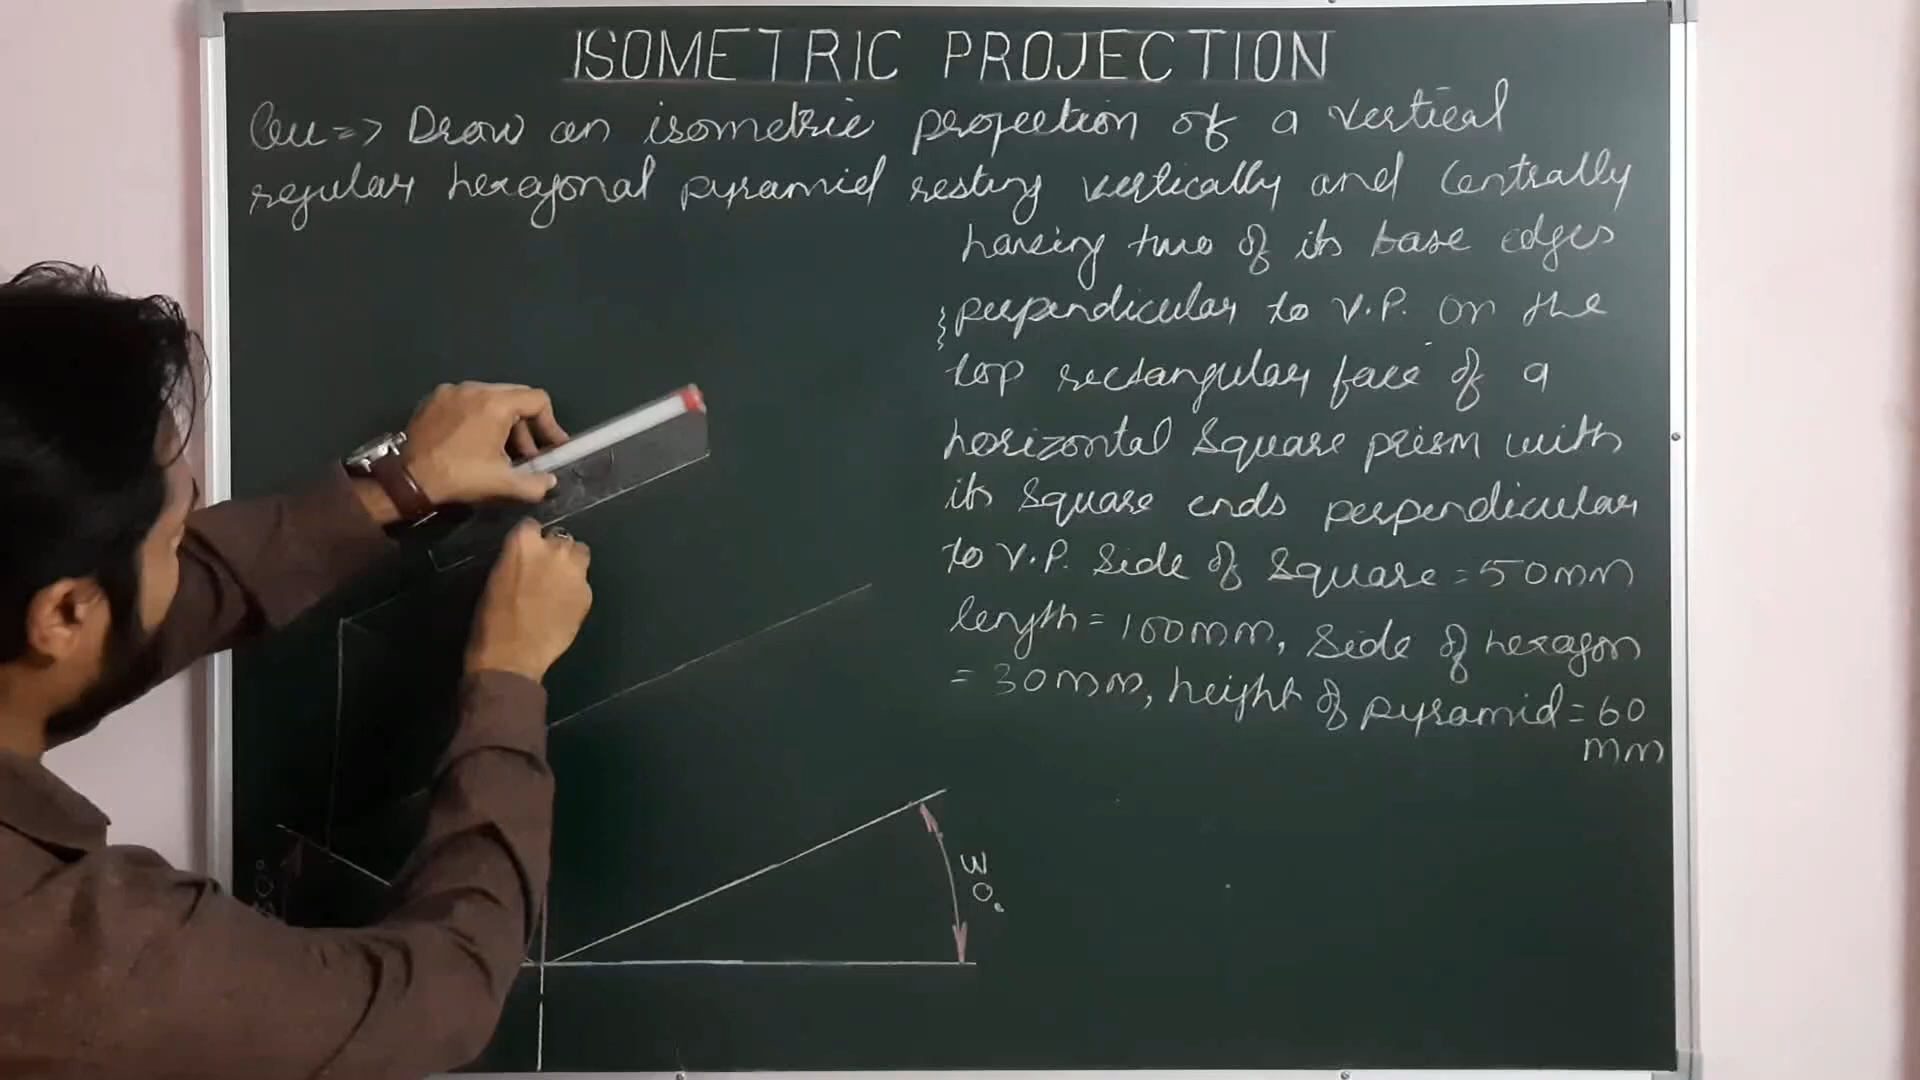 ISOMETRIC PROJECTION
Que=> Draw an isometric projection of a vertical
regular hexagonal pyramid resting vertically and Centrally
having two of its base edges
perpendicular to V.P. on the
top rectangular face of a
horizontal square prism with
its square ends perpendicular
to V.P. Side of square = 50mm
length = 100mm, Side of hexagon
= 30mm, height of pyramid = 60
mm
30°
30°